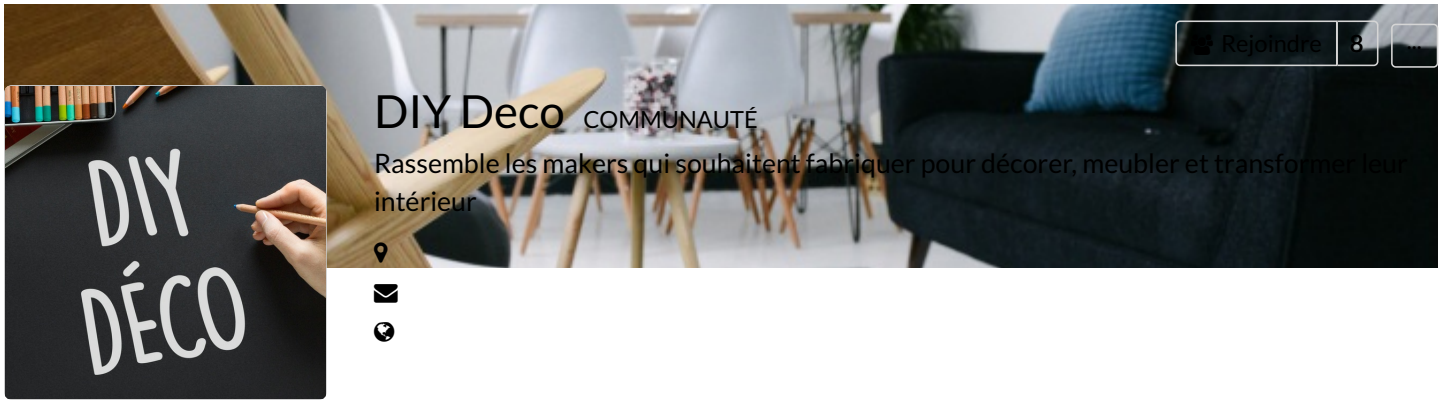 Rejoindre 8 ...
DIY Deco COMMUNAUTÉ
Rassemble les makers qui souhaitent fabriquer pour décorer, meubler et transformer leur
intérieur
DIY
DÉCO